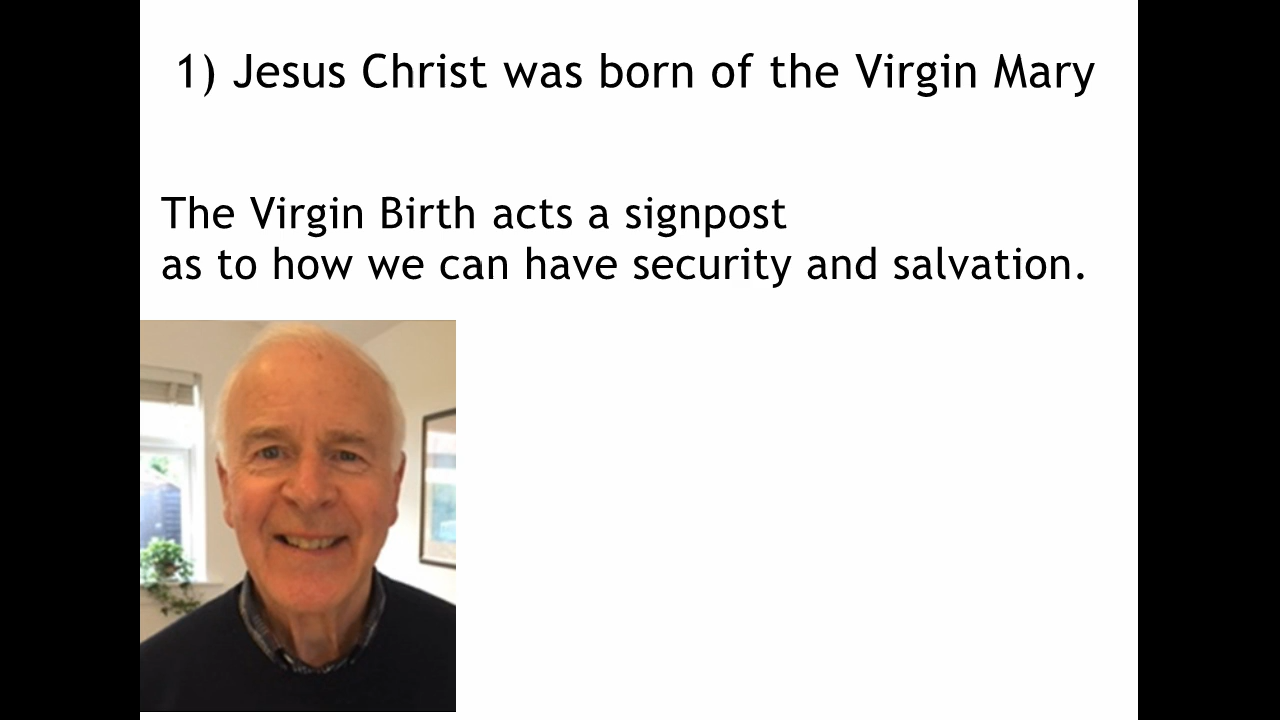 1) Jesus Christ was born of the Virgin Mary
The Virgin Birth acts a signpost
as to how we can have security and salvation.